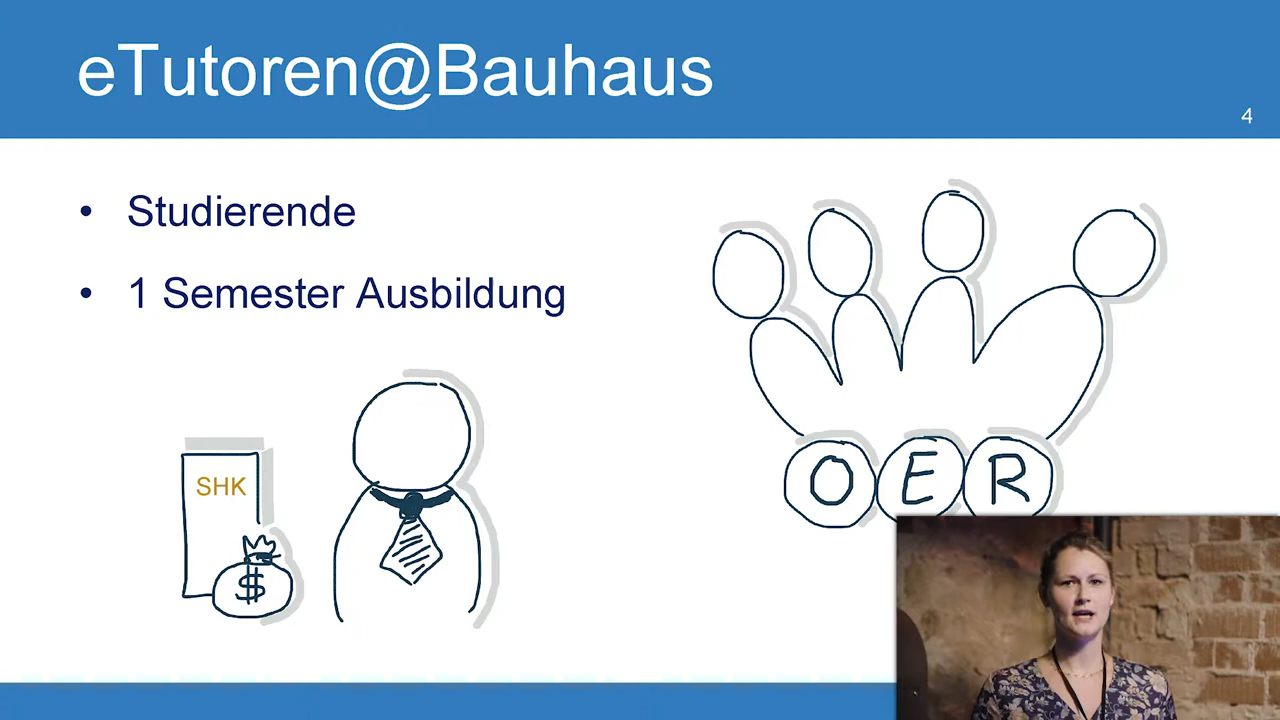 eTutoren@Bauhaus
4
• Studierende
• 1 Semester Ausbildung
SHK
$
OER